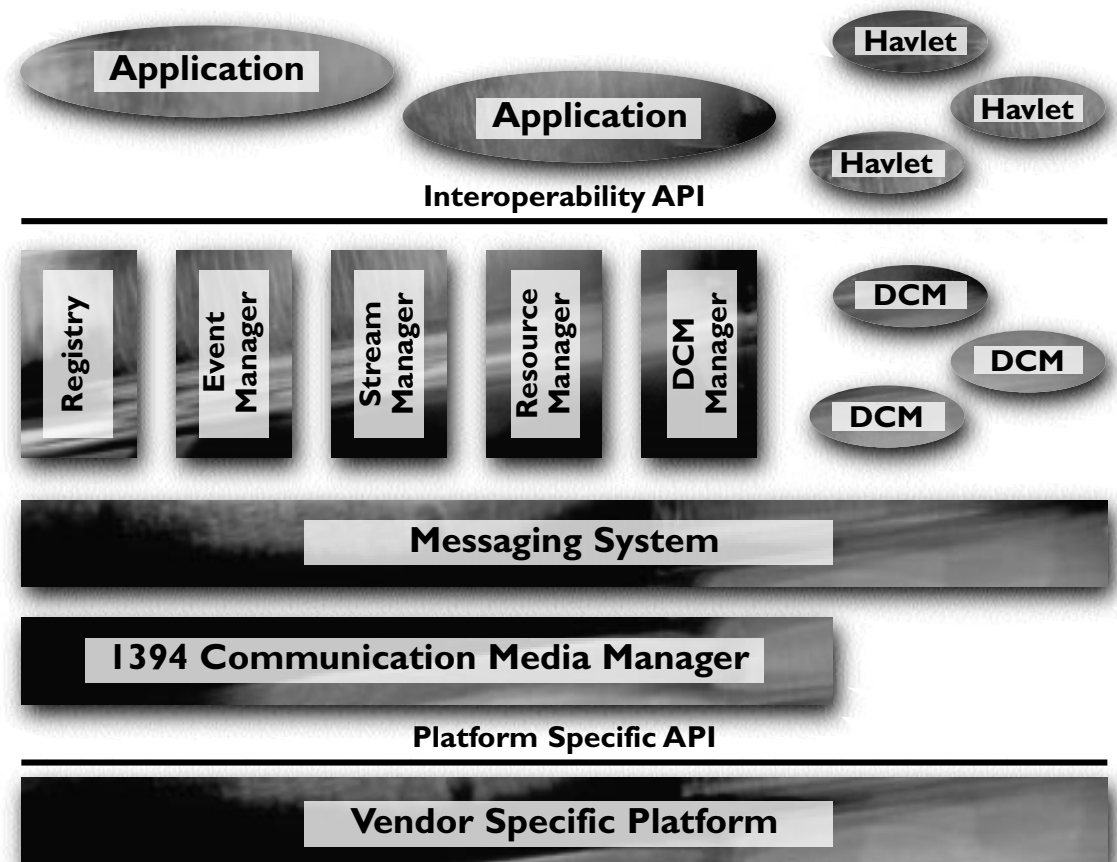 Application
Application
Havlet
Havlet
Havlet
Interoperability API
Registry
Event
Manager
Stream
Manager
Resource
Manager
DCM
Manager
DCM
DCM
DCM
Messaging System
1394 Communication Media Manager
Platform Specific API
Vendor Specific Platform